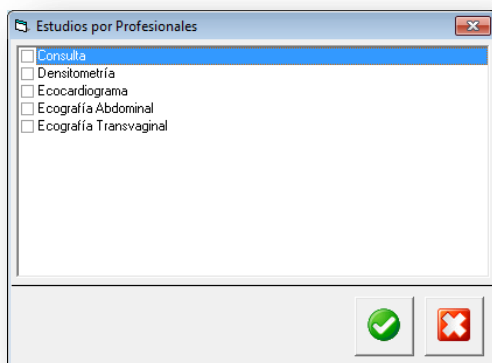 Estudios por Profesionales
Consulta
Densitometría
Ecocardiograma
Ecografía Abdominal
Ecografía Transvaginal